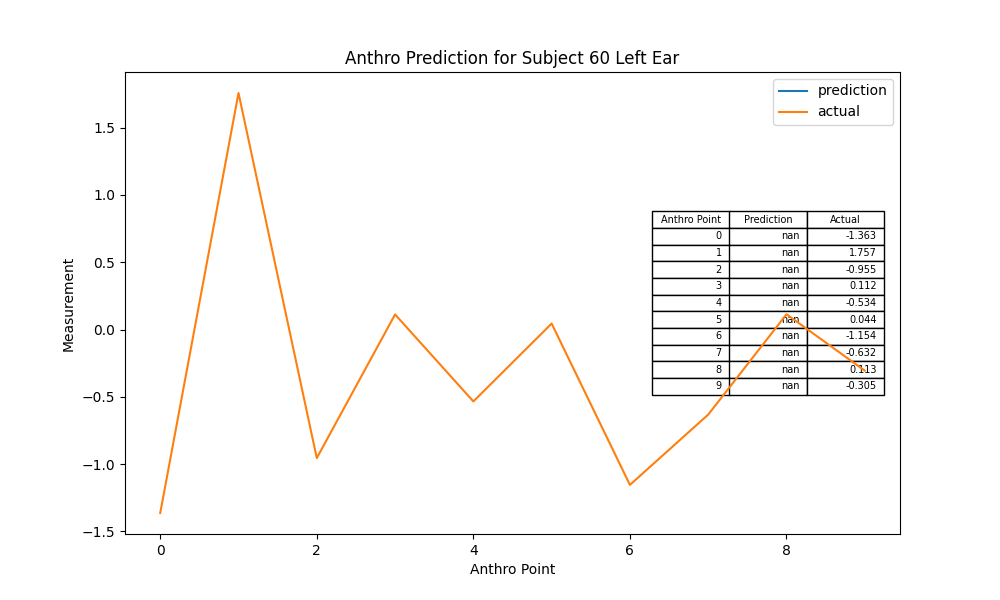 Anthro Prediction for Subject 60 Left Ear
prediction
actual
1.5
1.0
0.5
0.0
−0.5
−1.0
−1.5
Measurement
Anthro Point Prediction Actual
0 nan -1.363
1 nan 1.757
2 nan -0.955
3 nan 0.112
4 nan -0.534
5 nan 0.044
6 nan -1.154
7 nan -0.632
8 nan 0.113
9 nan -0.305
0 2 4 6 8
Anthro Point